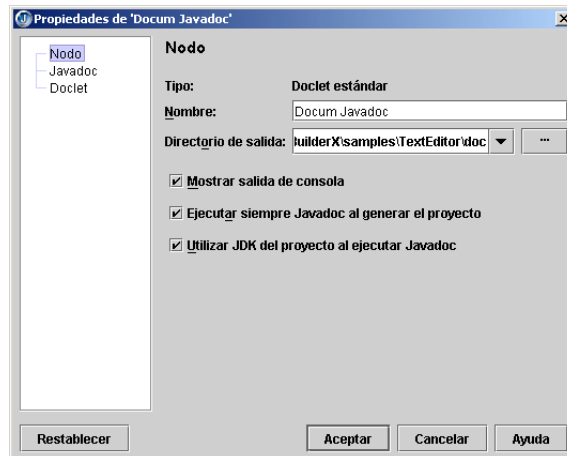 Propiedades de 'Docum Javadoc'
Nodo
Javadoc
Doclet
Nodo
Tipo: Doclet estándar
Nombre: Docum Javadoc
Directorio de salida: uilderX\samples\TextEditor\doc ...
Mostrar salida de consola
Ejecutar siempre Javadoc al generar el proyecto
Utilizar JDK del proyecto al ejecutar Javadoc
Restablecer Aceptar Cancelar Ayuda